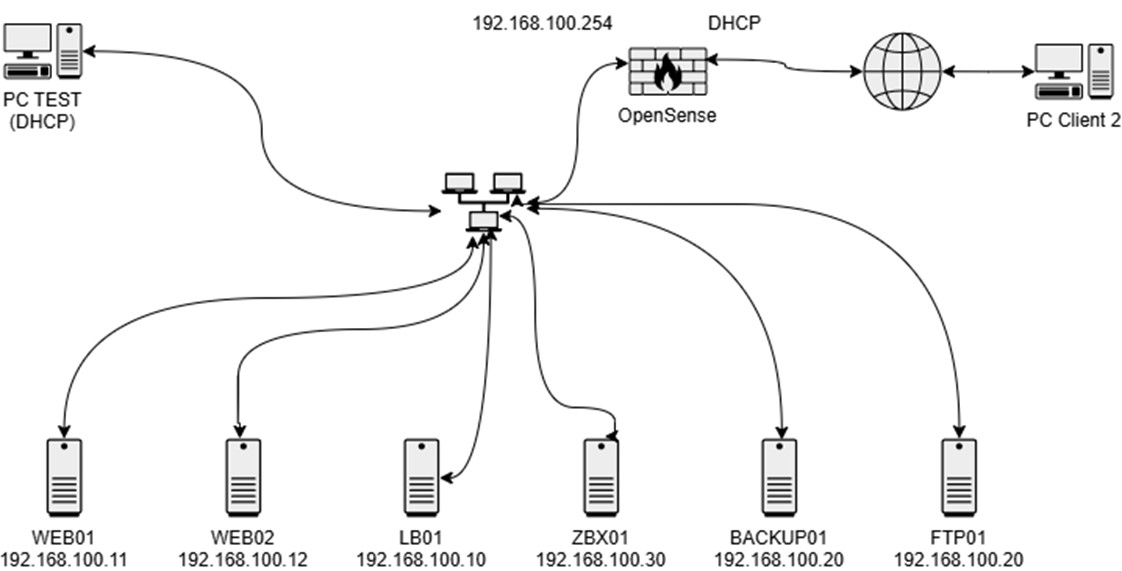 192.168.100.254
DHCP
PC TEST
(DHCP)
OpenSense
PC Client 2
WEB01
192.168.100.11
WEB02
192.168.100.12
LB01
192.168.100.10
ZBX01
192.168.100.30
BACKUP01
192.168.100.20
FTP01
192.168.100.20